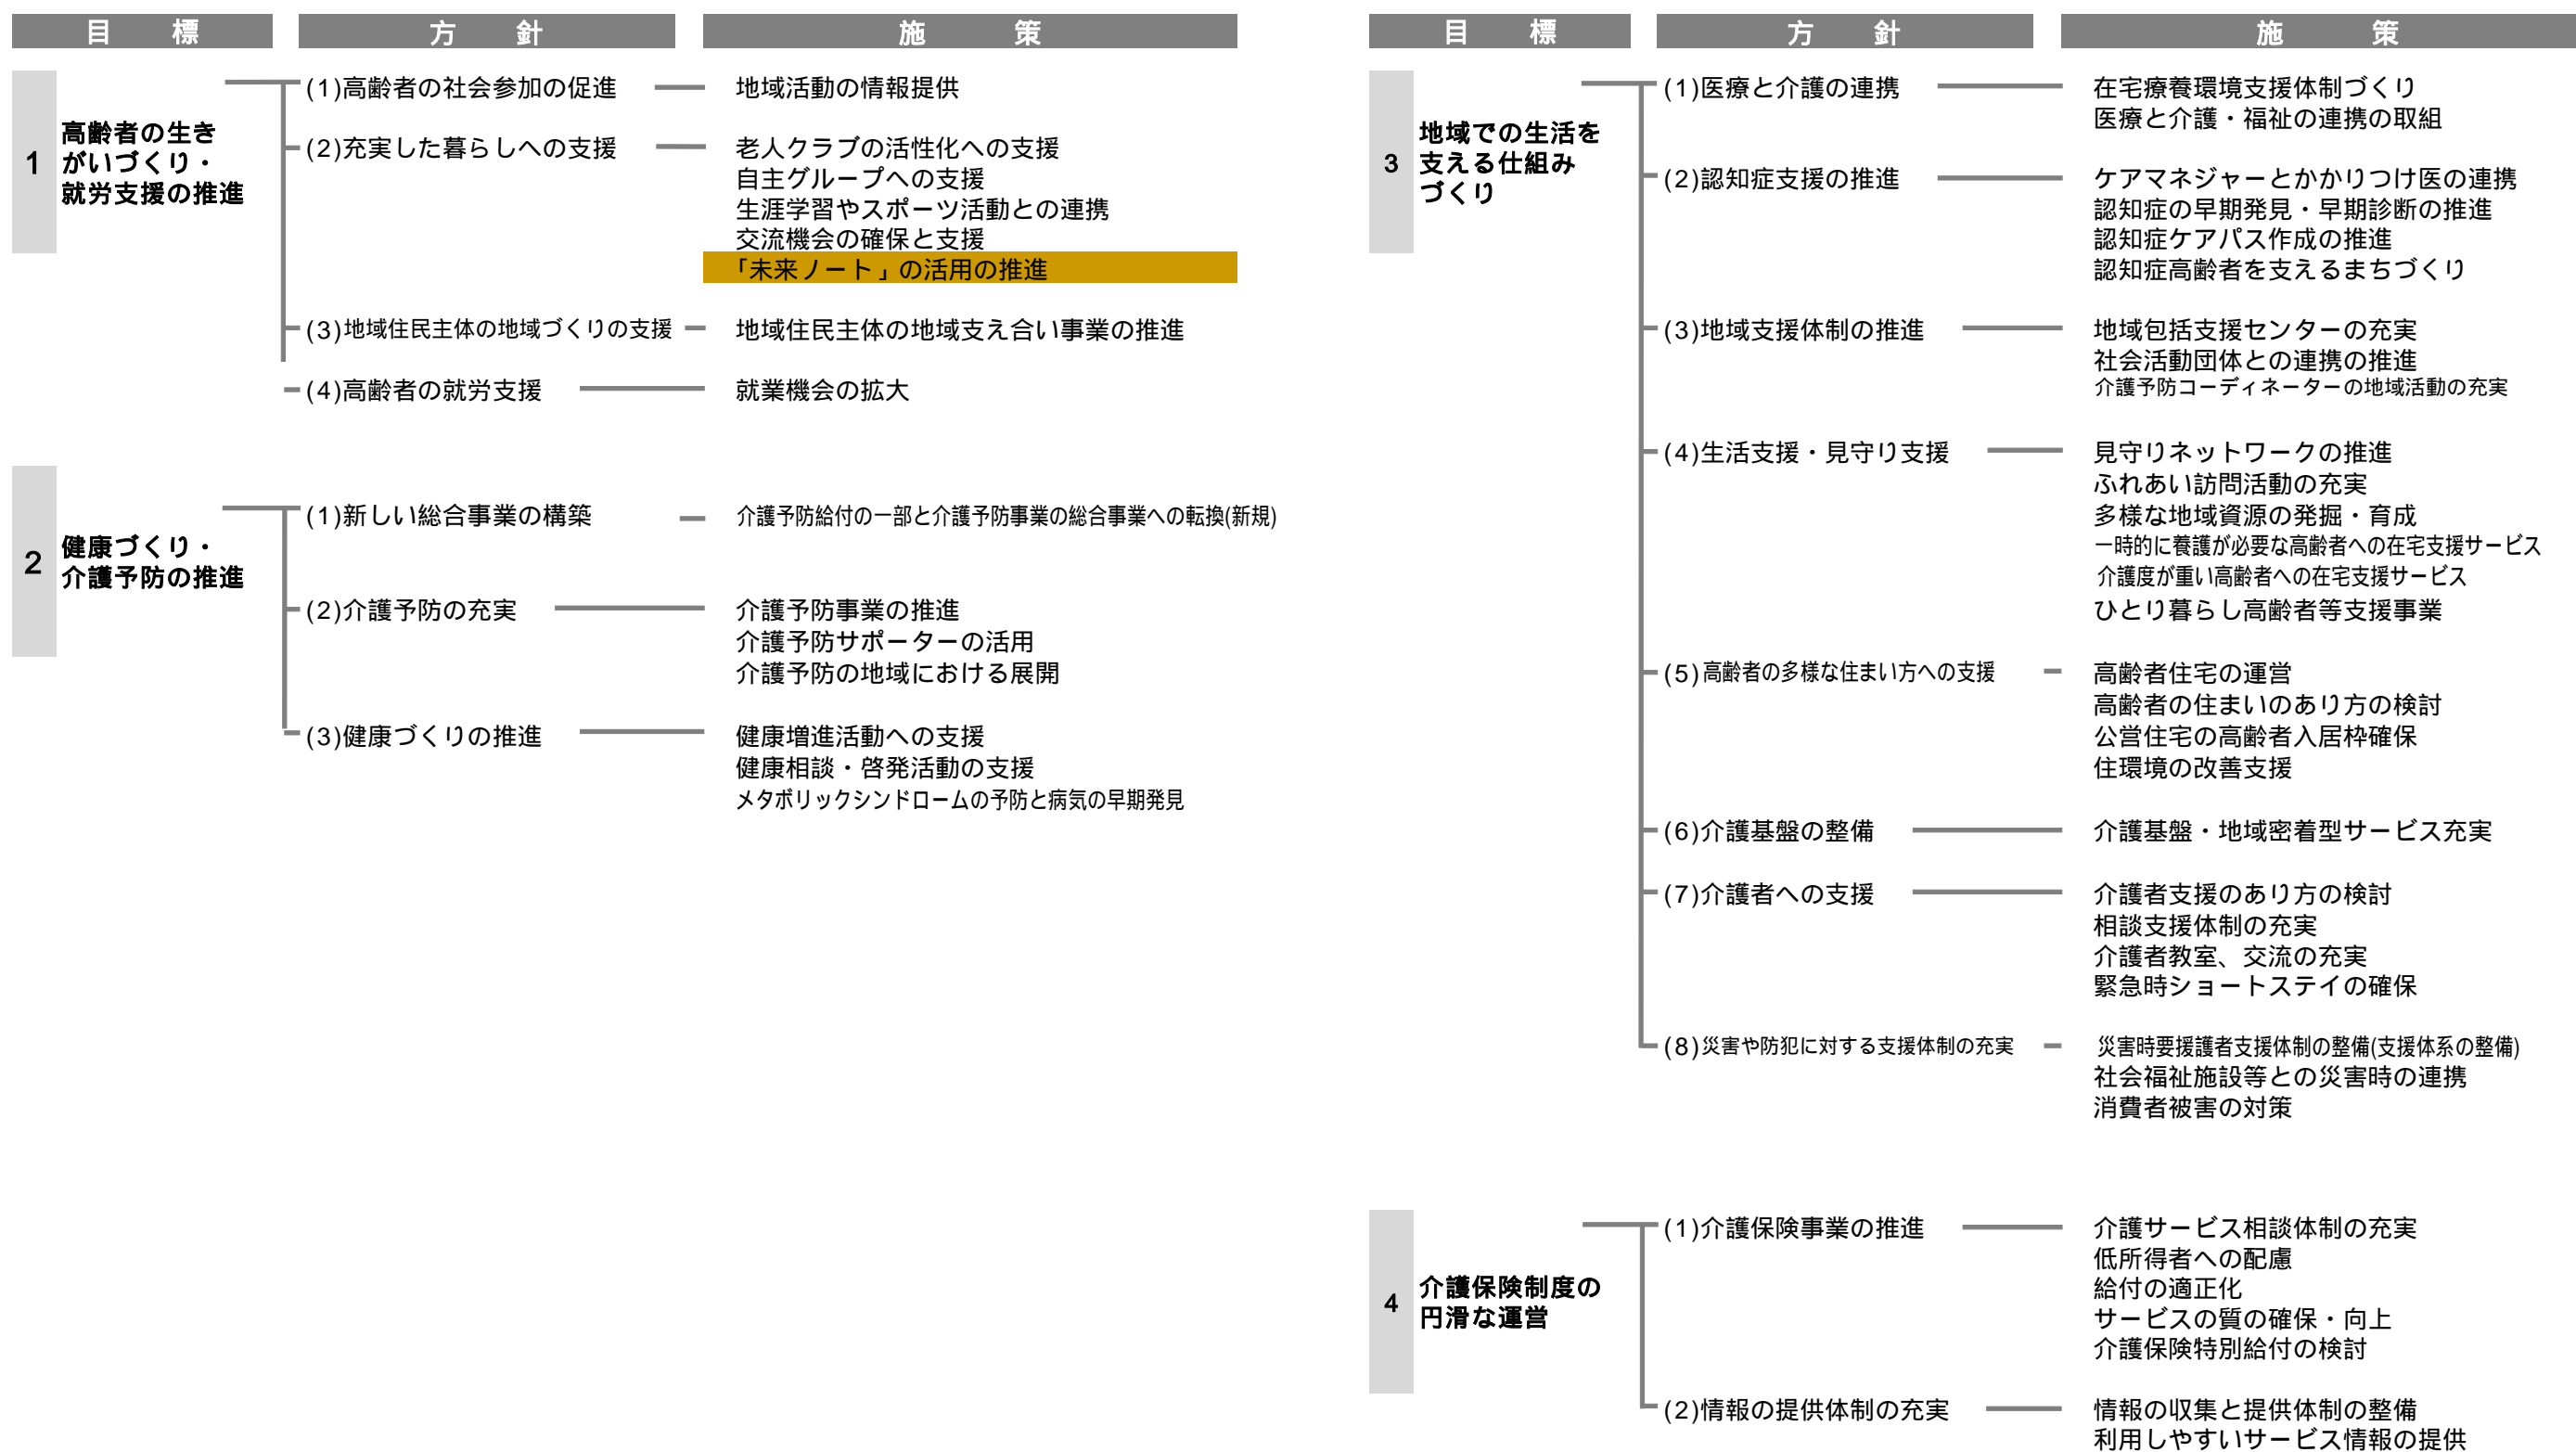 目標 方針 施策
1 高齢者の生き
がいづくり・
就労支援の推進
(1)高齢者の社会参加の促進 地域活動の情報提供
(2)充実した暮らしへの支援 老人クラブの活性化への支援
自主グループへの支援
生涯学習やスポーツ活動との連携
交流機会の確保と支援
「未来ノート」の活用の推進
(3)地域住民主体の地域づくりの支援 地域住民主体の地域支え合い事業の推進
(4)高齢者の就労支援 就業機会の拡大
2 健康づくり・
介護予防の推進
(1)新しい総合事業の構築 介護予防給付の一部と介護予防事業の総合事業への転換(新規)
(2)介護予防の充実 介護予防事業の推進
介護予防サポーターの活用
介護予防の地域における展開
(3)健康づくりの推進 健康増進活動への支援
健康相談・啓発活動の支援
メタボリックシンドロームの予防と病気の早期発見
目標 方針 施策
3 地域での生活を
支える仕組み
づくり
(1)医療と介護の連携 在宅療養環境支援体制づくり
医療と介護・福祉の連携の取組
(2)認知症支援の推進 ケアマネジャーとかかりつけ医の連携
認知症の早期発見・早期診断の推進
認知症ケアパス作成の推進
認知症高齢者を支えるまちづくり
(3)地域支援体制の推進 地域包括支援センターの充実
社会活動団体との連携の推進
介護予防コーディネーターの地域活動の充実
(4)生活支援・見守り支援 見守りネットワークの推進
ふれあい訪問活動の充実
多様な地域資源の発掘・育成
一時的に養護が必要な高齢者への在宅支援サービス
介護度が重い高齢者への在宅支援サービス
ひとり暮らし高齢者等支援事業
(5)高齢者の多様な住まい方への支援 高齢者住宅の運営
高齢者の住まいのあり方の検討
公営住宅の高齢者入居枠確保
住環境の改善支援
(6)介護基盤の整備 介護基盤・地域密着型サービス充実
(7)介護者への支援 介護者支援のあり方の検討
相談支援体制の充実
介護者教室、交流の充実
緊急時ショートステイの確保
(8)災害や防犯に対する支援体制の充実 災害時要援護者支援体制の整備(支援体系の整備)
社会福祉施設等との災害時の連携
消費者被害の対策
4 介護保険制度の
円滑な運営
(1)介護保険事業の推進 介護サービス相談体制の充実
低所得者への配慮
給付の適正化
サービスの質の確保・向上
介護保険特別給付の検討
(2)情報の提供体制の充実 情報の収集と提供体制の整備
利用しやすいサービス情報の提供